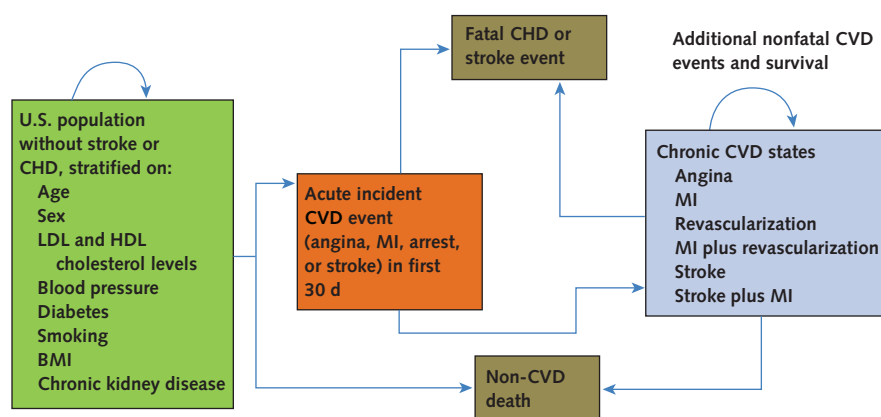 U.S. population
without stroke or
CHD, stratified on:
Age
Sex
LDL and HDL
cholesterol levels
Blood pressure
Diabetes
Smoking
BMI
Chronic kidney disease
Acute incident
CVD event
(angina, MI, arrest,
or stroke) in first
30 d
Fatal CHD or
stroke event
Non-CVD
death
Additional nonfatal CVD
events and survival
Chronic CVD states
Angina
MI
Revascularization
MI plus revascularization
Stroke
Stroke plus MI